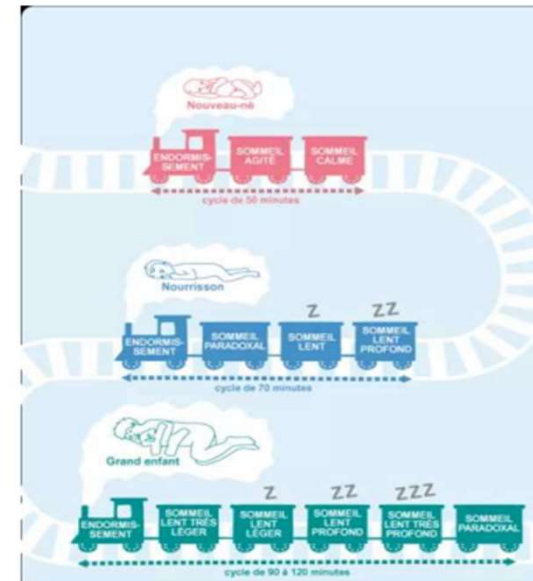 Nouveau-né
ENDORMIS-
SEMENT
SOMMEIL
AGITÉ
SOMMEIL
CALME
cycle de 50 minutes
Nourrisson
Z
ZZ
ENDORMIS-
SEMENT
SOMMEIL
PARADOXAL
SOMMEIL
LENT
SOMMEIL
LENT
PROFOND
cycle de 70 minutes
Grand enfant
Z
ZZ
ZZZ
ENDORMIS-
SEMENT
SOMMEIL
LENT TRÈS
LÉGER
SOMMEIL
LENT
LÉGER
SOMMEIL
LENT
PROFOND
SOMMEIL
LENT TRÈS
PROFOND
SOMMEIL
PARADOXAL
cycle de 90 à 120 minutes